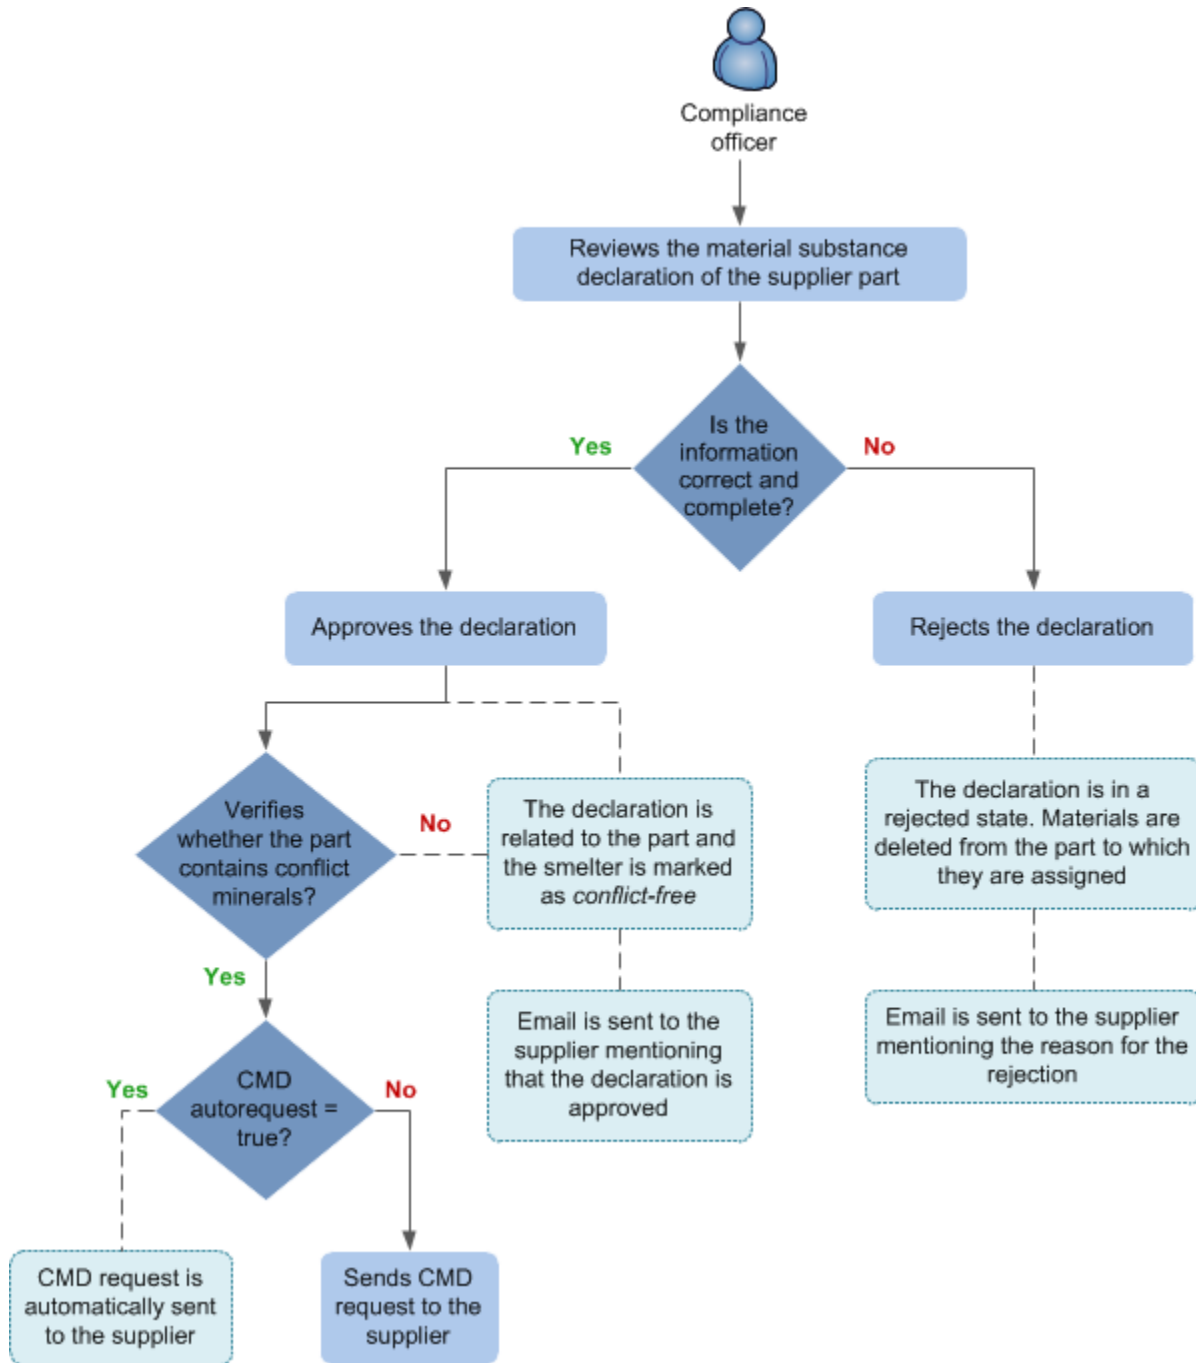 Compliance
officer
Reviews the material substance
declaration of the supplier part
Is the
information
correct and
complete?
Yes
No
Approves the declaration
Rejects the declaration
Verifies
whether the part
contains conflict
minerals?
No
The declaration is
related to the part and
the smelter is marked
as conflict-free
The declaration is in a
rejected state. Materials are
deleted from the part to which
they are assigned
Yes
Email is sent to the
supplier mentioning
that the declaration is
approved
Email is sent to the supplier
mentioning the reason for the
rejection
CMD
autorequest =
true?
Yes
No
CMD request is
automatically sent
to the supplier
Sends CMD
request to the
supplier